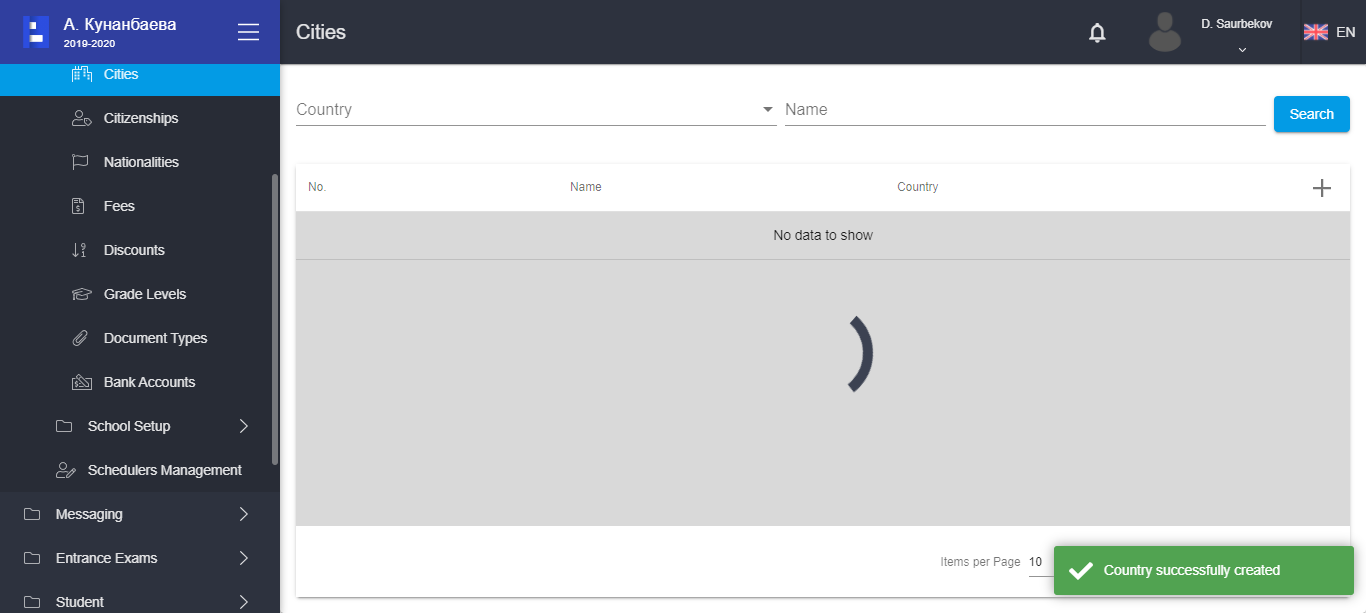 А. Кунанбаева
2019-2020
Cities
D. Saurbekov
EN
Cities
Citizenships
Nationalities
Fees
Discounts
Grade Levels
Document Types
Bank Accounts
School Setup
Schedulers Management
Messaging
Entrance Exams
Student
Country
Name
Search
No.
Name
Country
No data to show
Items per Page 10
Country successfully created